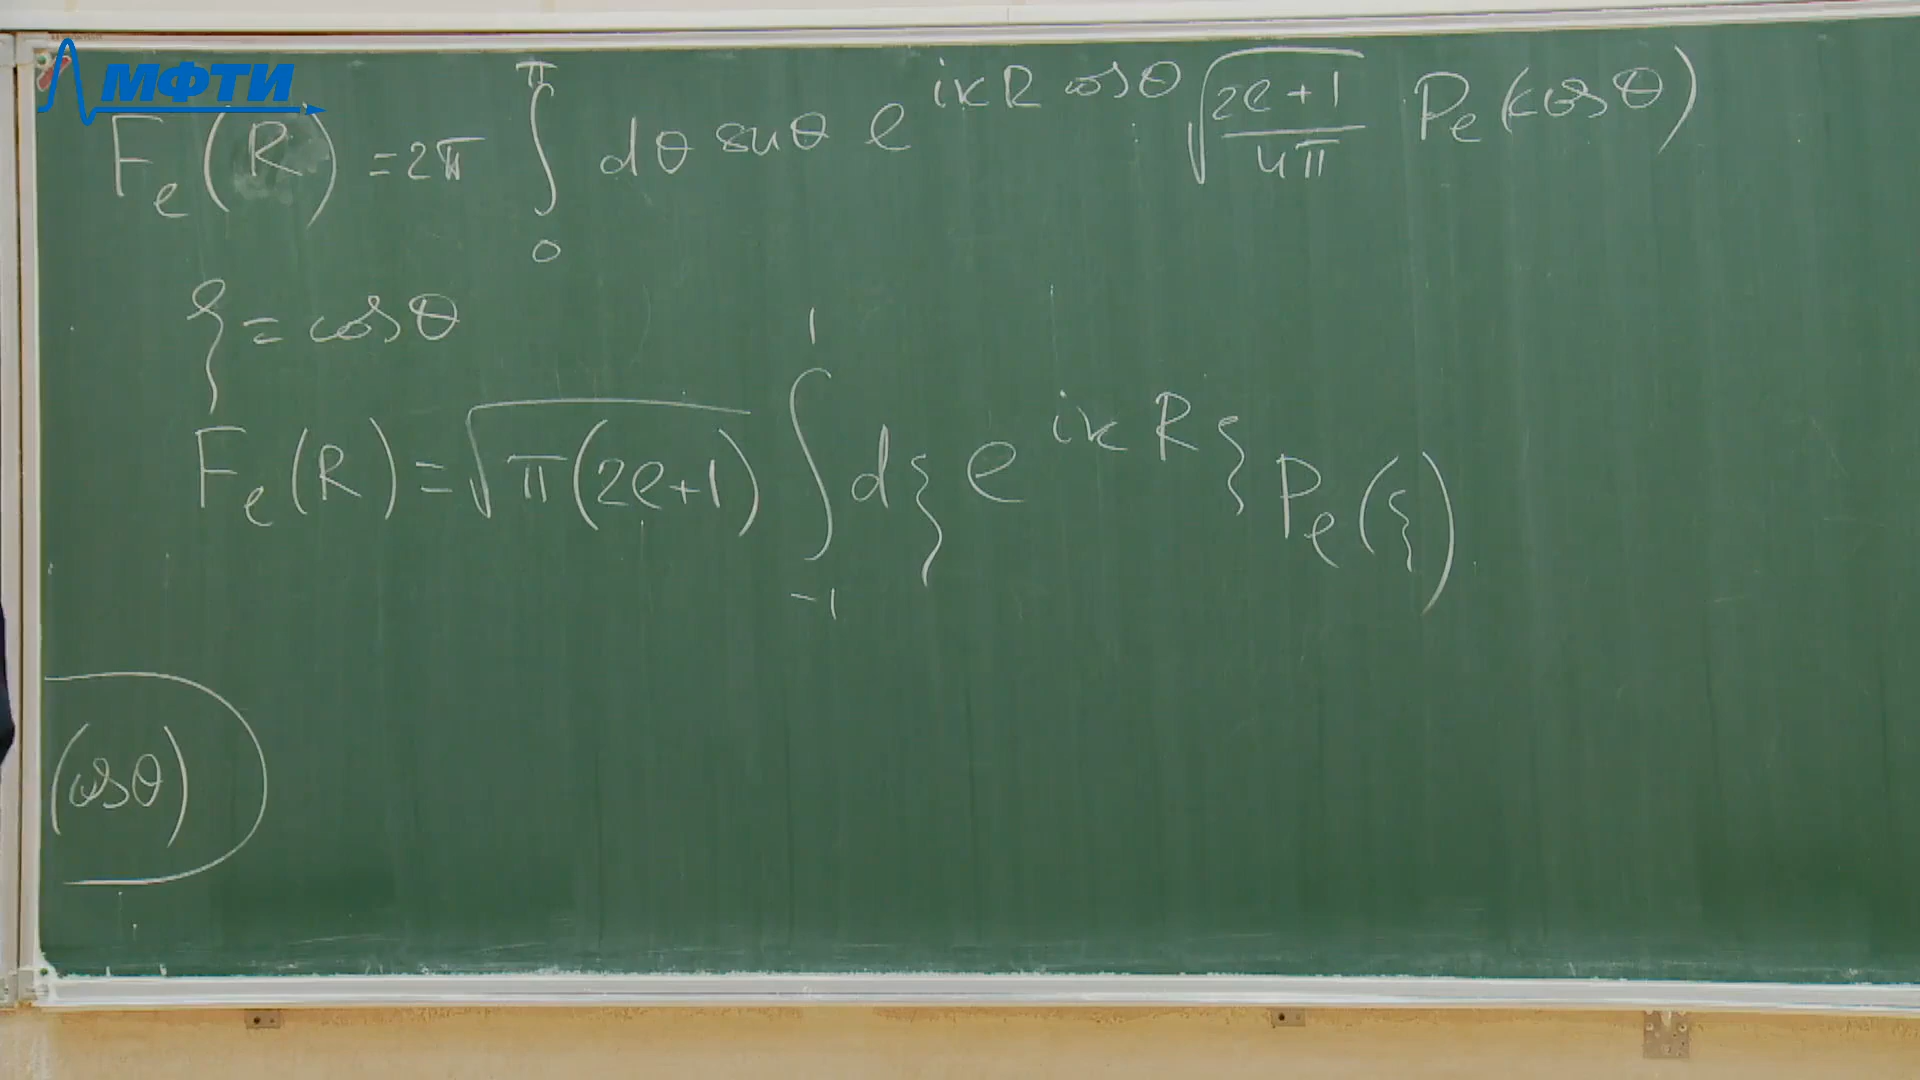 МФТИ
F_ℓ(R) = 2π ∫_0^π dθ sinθ e^{ikR cosθ} √((2ℓ+1)/4π) P_ℓ(cosθ)
ξ = cosθ
F_ℓ(R) = √(π(2ℓ+1)) ∫_{-1}^1 dξ e^{ikRξ} P_ℓ(ξ)
(cosθ)